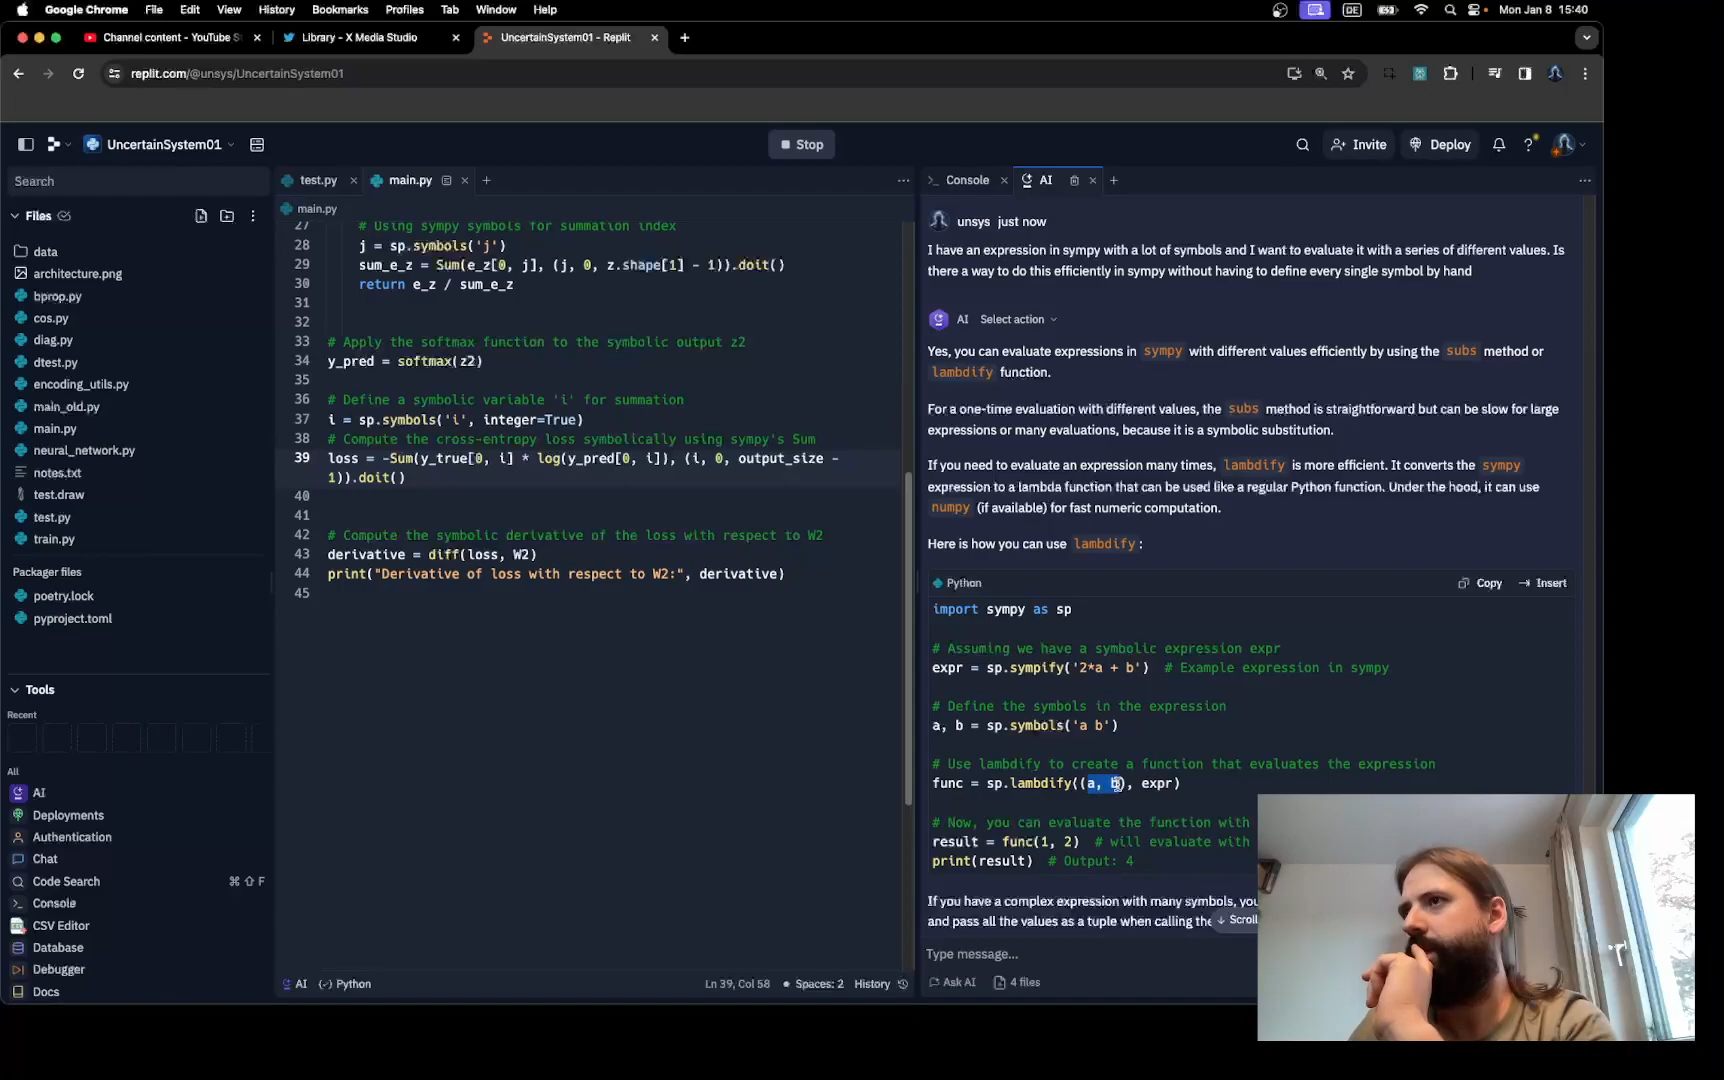 Google Chrome File Edit View History Bookmarks Profiles Tab Window Help
Mon Jan 8 15:40
Channel content - YouTube S
Library - X Media Studio
UncertainSystem01 - Replit
replit.com/@unsys/UncertainSystem01
UncertainSystem01
Stop
Invite
Deploy
Search
Files
data
architecture.png
bprop.py
cos.py
diag.py
dtest.py
encoding_utils.py
main_old.py
main.py
neural_network.py
notes.txt
test.draw
test.py
train.py
Packager files
poetry.lock
pyproject.toml
Tools
Recent
All
AI
Deployments
Authentication
Chat
Code Search ⌘ ⇧ F
Console
CSV Editor
Database
Debugger
Docs
test.py
main.py
main.py
27 # Using sympy symbols for summation index
28 j = sp.symbols('j')
29 sum_e_z = Sum(e_z[0, j], (j, 0, z.shape[1] - 1)).doit()
30 return e_z / sum_e_z
31
32
33 # Apply the softmax function to the symbolic output z2
34 y_pred = softmax(z2)
35
36 # Define a symbolic variable 'i' for summation
37 i = sp.symbols('i', integer=True)
38 # Compute the cross-entropy loss symbolically using sympy's Sum
39 loss = -Sum(y_true[0, i] * log(y_pred[0, i]), (i, 0, output_size -
1)).doit()
40
41
42 # Compute the symbolic derivative of the loss with respect to W2
43 derivative = diff(loss, W2)
44 print("Derivative of loss with respect to W2:", derivative)
45
AI Python
Ln 39, Col 58 Spaces: 2 History
Console
AI
unsys just now
I have an expression in sympy with a lot of symbols and I want to evaluate it with a series of different values. Is
there a way to do this efficiently in sympy without having to define every single symbol by hand
AI Select action
Yes, you can evaluate expressions in sympy with different values efficiently by using the subs method or
lambdify function.
For a one-time evaluation with different values, the subs method is straightforward but can be slow for large
expressions or many evaluations, because it is a symbolic substitution.
If you need to evaluate an expression many times, lambdify is more efficient. It converts the sympy
expression to a lambda function that can be used like a regular Python function. Under the hood, it can use
numpy (if available) for fast numeric computation.
Here is how you can use lambdify:
Python
Copy
Insert
import sympy as sp
# Assuming we have a symbolic expression expr
expr = sp.sympify('2*a + b') # Example expression in sympy
# Define the symbols in the expression
a, b = sp.symbols('a b')
# Use lambdify to create a function that evaluates the expression
func = sp.lambdify((a, b), expr)
# Now, you can evaluate the function with
result = func(1, 2) # will evaluate with
print(result) # Output: 4
If you have a complex expression with many symbols, you
and pass all the values as a tuple when calling the
Scroll
Type message...
Ask AI
4 files